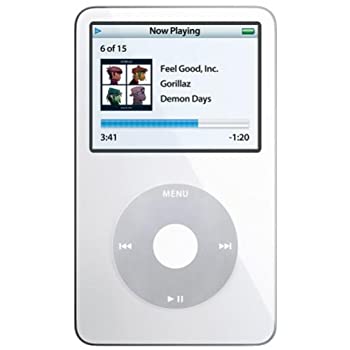 Now Playing
6 of 15
Feel Good, Inc.
Gorillaz
Demon Days
3:41 -1:20
MENU